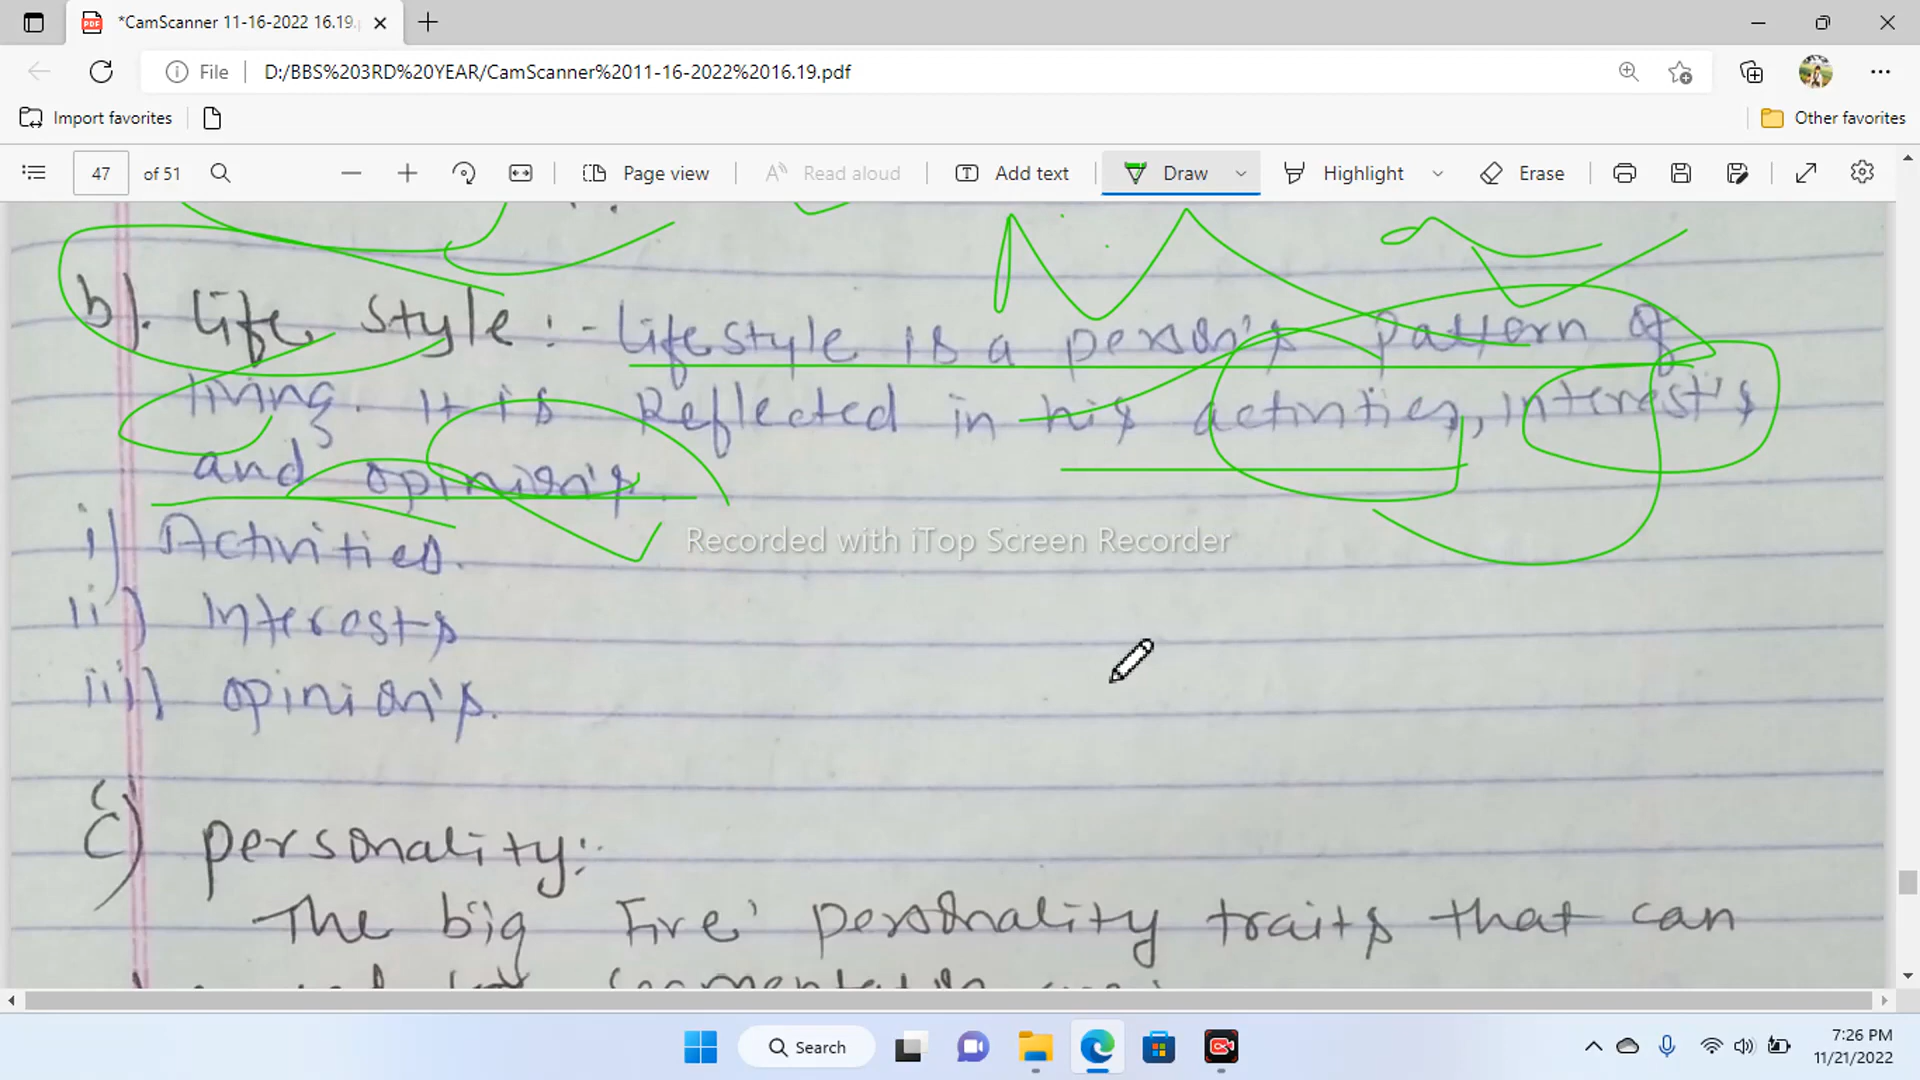 *CamScanner 11-16-2022 16.19.p
File D:/BBS%203RD%20YEAR/CamScanner%2011-16-2022%2016.19.pdf
Import favorites Other favorites
47 of 51 Page view Read aloud Add text Draw Highlight Erase
b). Life Style :- Lifestyle is a person's pattern of
living. It is Reflected in his activities, interest's
and opinion's.
Recorded with iTop Screen Recorder
i) Activities.
ii) Interests
iii) opinion's.
c) personality:
The big Five' personality traits that can
Search
7:26 PM
11/21/2022